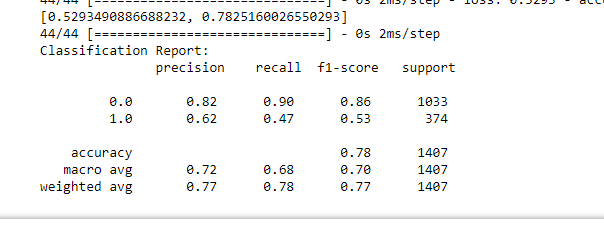 44/44 [==============================] - 0s 2ms/step - loss: 0.5293 - acc
[0.5293490886688232, 0.7825160026550293]
44/44 [==============================] - 0s 2ms/step
Classification Report:
precision recall f1-score support
0.0 0.82 0.90 0.86 1033
1.0 0.62 0.47 0.53 374
accuracy 0.78 1407
macro avg 0.72 0.68 0.70 1407
weighted avg 0.77 0.78 0.77 1407